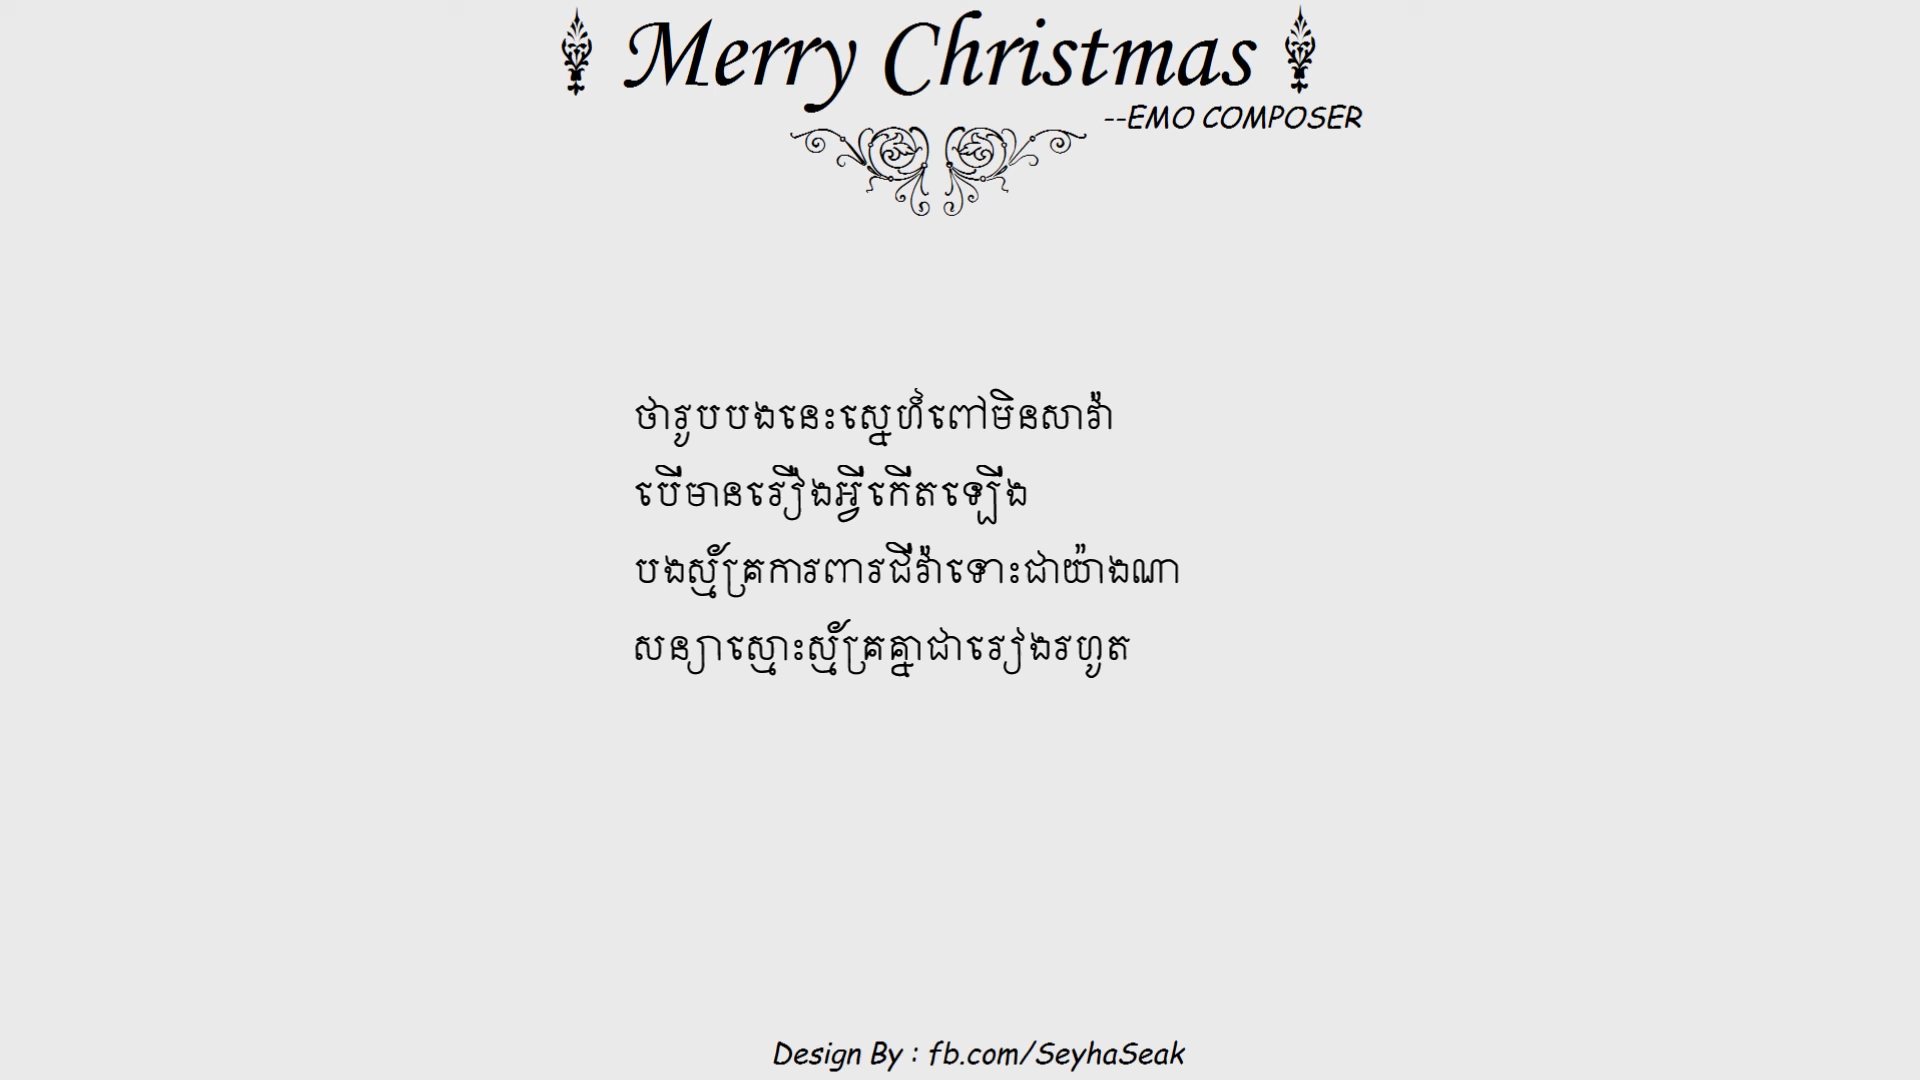 Merry Christmas
--EMO COMPOSER
ថារូបបងនេះស្នេហ៍ពៅមិនសាវ៉ា
បើមានរឿងអ្វីកើតឡើង
បងស្ម័គ្រការពារជីវ៉ាទោះជាយ៉ាងណា
សន្យាស្មោះស្ម័គ្រគ្នាជារៀងរហូត
Design By : fb.com/SeyhaSeak